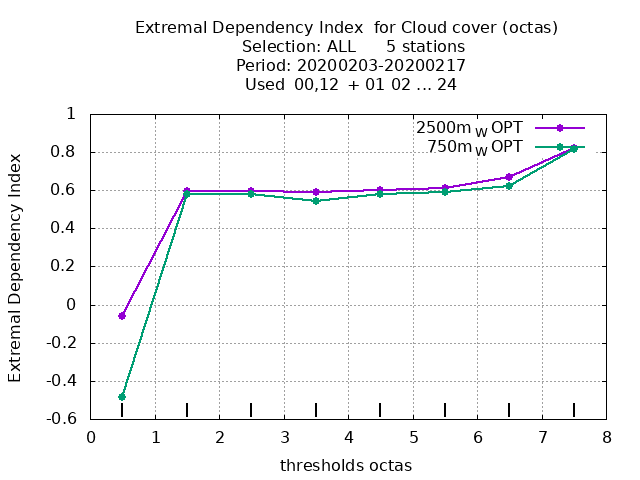 Extremal Dependency Index  for Cloud cover (octas)
Selection: ALL      5 stations
Period: 20200203-20200217
Used  00,12  + 01 02 ... 24
Extremal Dependency Index
1
0.8
0.6
0.4
0.2
0
-0.2
-0.4
-0.6
2500m_W OPT
750m_W OPT
0 1 2 3 4 5 6 7 8
thresholds octas